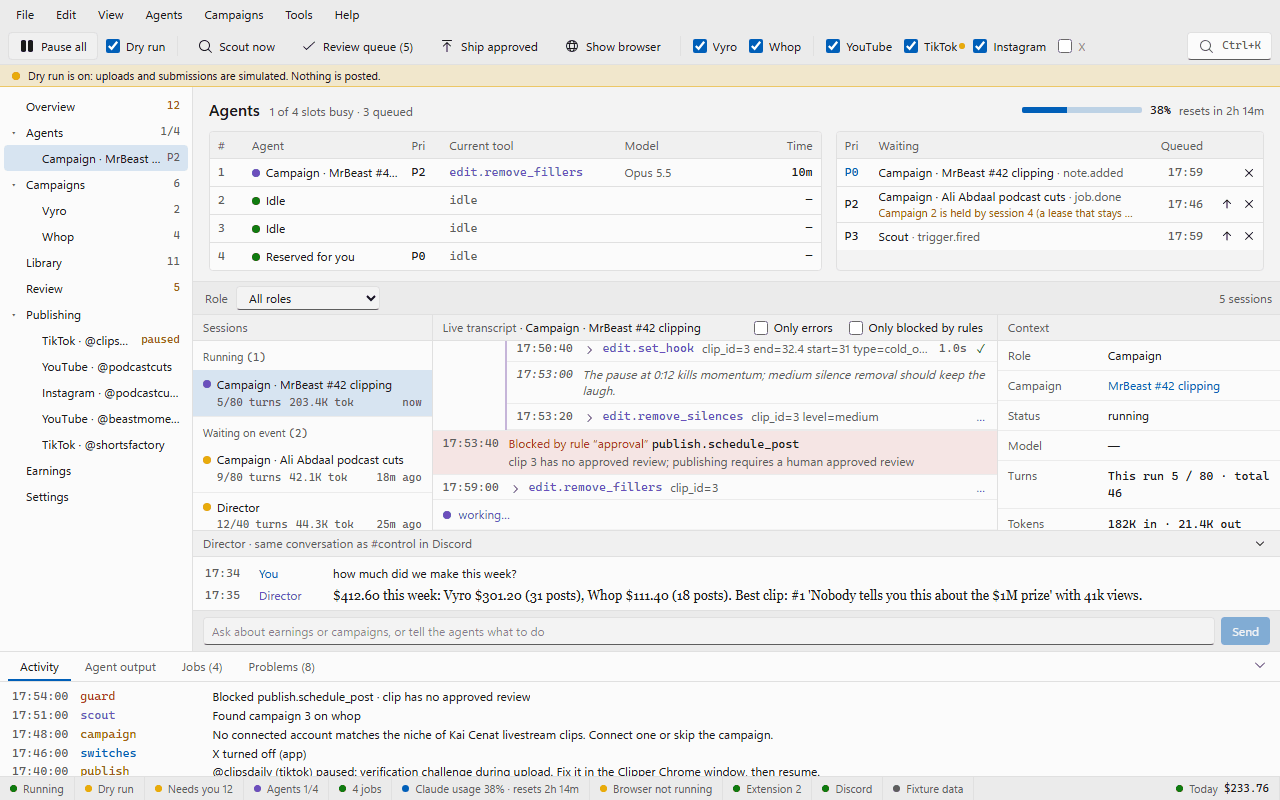 File Edit View Agents Campaigns Tools Help
Pause all Dry run Scout now Review queue (5) Ship approved Show browser Vyro Whop YouTube TikTok Instagram X Ctrl+K
Dry run is on: uploads and submissions are simulated. Nothing is posted.
Overview 12
Agents 1/4
Campaign · MrBeast ... P2
Campaigns 6
Vyro 2
Whop 4
Library 11
Review 5
Publishing
TikTok · @clips... paused
YouTube · @podcastcuts
Instagram · @podcastcu...
YouTube · @beastmome...
TikTok · @shortsfactory
Earnings
Settings
Agents 1 of 4 slots busy · 3 queued 38% resets in 2h 14m
# Agent Pri Current tool Model Time
1 Campaign · MrBeast #4... P2 edit.remove_fillers Opus 5.5 10m
2 Idle idle —
3 Idle idle —
4 Reserved for you P0 idle —
Pri Waiting Queued
P0 Campaign · MrBeast #42 clipping · note.added 17:59
P2 Campaign · Ali Abdaal podcast cuts · job.done 17:46
Campaign 2 is held by session 4 (a lease that stays ...
P3 Scout · trigger.fired 17:59
Role All roles 5 sessions
Sessions
Running (1)
Campaign · MrBeast #42 clipping
5/80 turns 203.4K tok now
Waiting on event (2)
Campaign · Ali Abdaal podcast cuts
9/80 turns 42.1K tok 18m ago
Director
12/40 turns 44.3K tok 25m ago
Live transcript · Campaign · MrBeast #42 clipping Only errors Only blocked by rules
17:50:40 edit.set_hook clip_id=3 end=32.4 start=31 type=cold_o... 1.0s ✓
17:53:00 The pause at 0:12 kills momentum; medium silence removal should keep the
laugh.
17:53:20 edit.remove_silences clip_id=3 level=medium ...
17:53:40 Blocked by rule “approval” publish.schedule_post
clip 3 has no approved review; publishing requires a human approved review
17:59:00 edit.remove_fillers clip_id=3 ...
working...
Context
Role Campaign
Campaign MrBeast #42 clipping
Status running
Model —
Turns This run 5 / 80 · total
46
Tokens 182K in · 21.4K out
Director · same conversation as #control in Discord
17:34 You how much did we make this week?
17:35 Director $412.60 this week: Vyro $301.20 (31 posts), Whop $111.40 (18 posts). Best clip: #1 'Nobody tells you this about the $1M prize' with 41k views.
Ask about earnings or campaigns, or tell the agents what to do Send
Activity Agent output Jobs (4) Problems (8)
17:54:00 guard Blocked publish.schedule_post · clip has no approved review
17:51:00 scout Found campaign 3 on whop
17:48:00 campaign No connected account matches the niche of Kai Cenat livestream clips. Connect one or skip the campaign.
17:46:00 switches X turned off (app)
17:40:00 publish @clipsdaily (tiktok) paused: verification challenge during upload. Fix it in the Clipper Chrome window, then resume.
Running Dry run Needs you 12 Agents 1/4 4 jobs Claude usage 38% · resets 2h 14m Browser not running Extension 2 Discord Fixture data Today $233.76